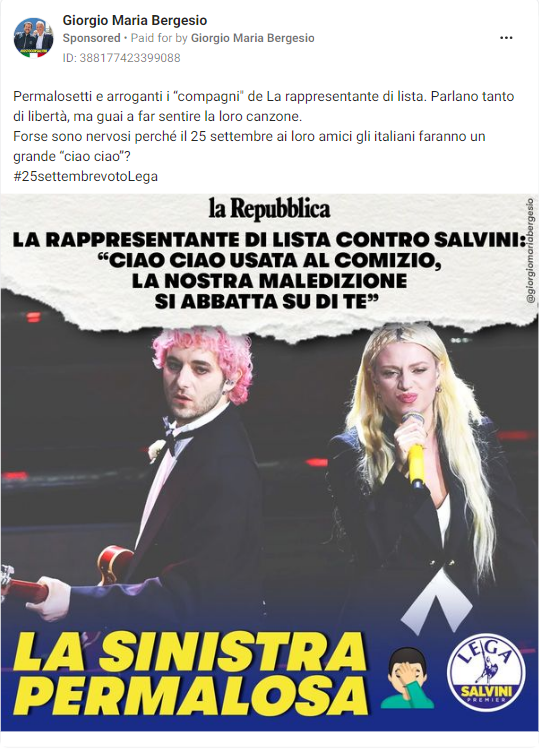 Giorgio Maria Bergesio
Sponsored • Paid for by Giorgio Maria Bergesio
ID: 388177423399088
Permalosetti e arroganti i “compagni" de La rappresentante di lista. Parlano tanto
di libertà, ma guai a far sentire la loro canzone.
Forse sono nervosi perché il 25 settembre ai loro amici gli italiani faranno un
grande “ciao ciao”?
#25settembrevotoLega
la Repubblica
LA RAPPRESENTANTE DI LISTA CONTRO SALVINI:
“CIAO CIAO USATA AL COMIZIO,
LA NOSTRA MALEDIZIONE
SI ABBATTA SU DI TE”
@giorgiomariabergesio
LA SINISTRA
PERMALOSA
LEGA
SALVINI
PREMIER